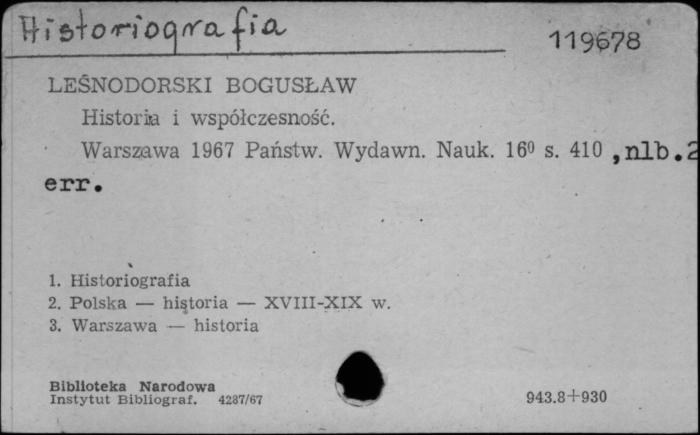 Historiografia
119678
LEŚNODORSKI BOGUSŁAW
Historia i współczesność.
Warszawa 1967 Państw. Wydawn. Nauk. 16⁰ s. 410 ,nlb.2
err.
1. Historiografia
2. Polska — historia — XVIII-XIX w.
3. Warszawa — historia
Biblioteka Narodowa
Instytut Bibliograf. 4287/67
943.8+930